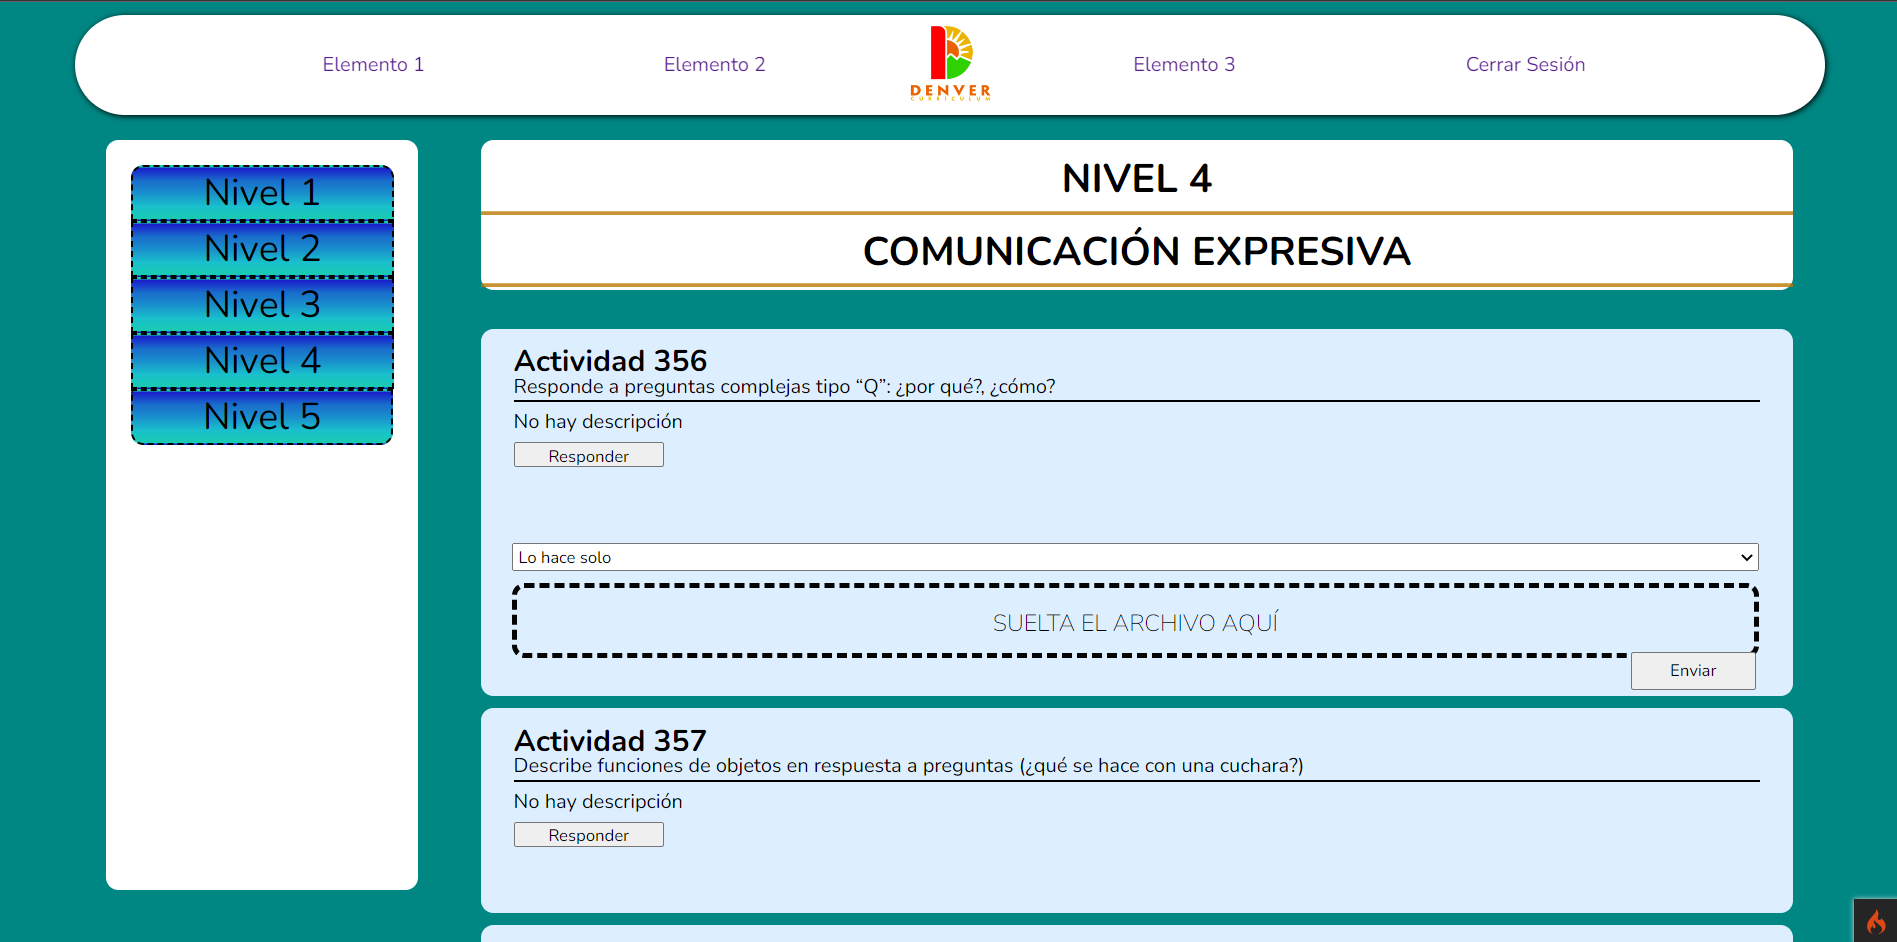 Elemento 1
Elemento 2
DENVER
CURRICULUM
Elemento 3
Cerrar Sesión
Nivel 1
Nivel 2
Nivel 3
Nivel 4
Nivel 5
NIVEL 4
COMUNICACIÓN EXPRESIVA
Actividad 356
Responde a preguntas complejas tipo “Q”: ¿por qué?, ¿cómo?
No hay descripción
Responder
Lo hace solo
SUELTA EL ARCHIVO AQUÍ
Enviar
Actividad 357
Describe funciones de objetos en respuesta a preguntas (¿qué se hace con una cuchara?)
No hay descripción
Responder